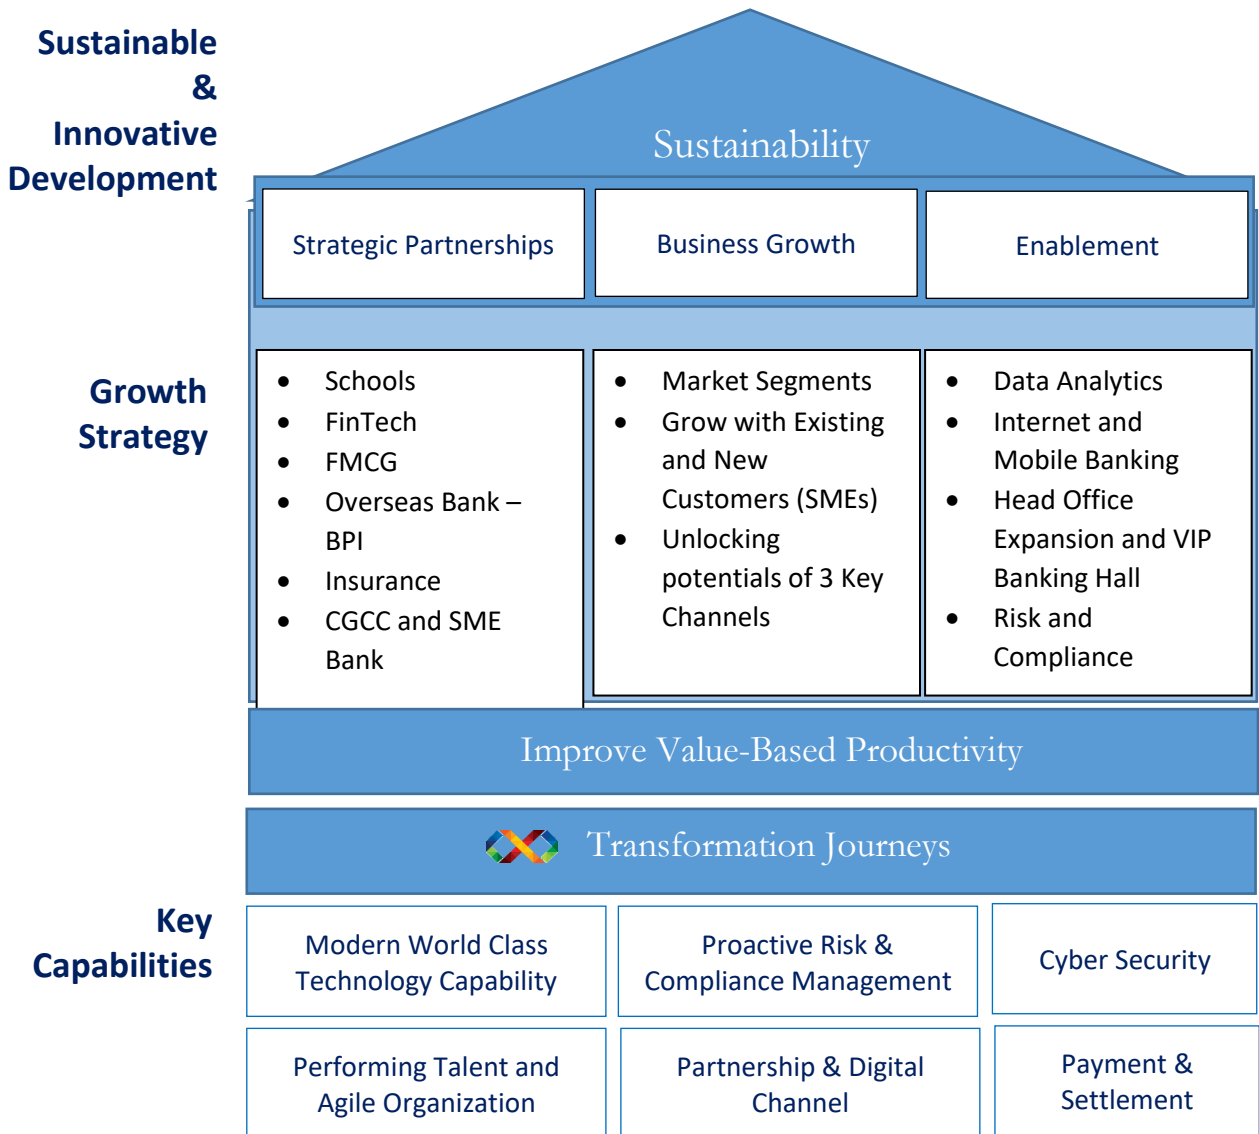 Sustainable
&
Innovative
Development
Sustainability
Strategic Partnerships
Business Growth
Enablement
Growth
Strategy
• Schools
• FinTech
• FMCG
• Overseas Bank –
BPI
• Insurance
• CGCC and SME
Bank
• Market Segments
• Grow with Existing
and New
Customers (SMEs)
• Unlocking
potentials of 3 Key
Channels
• Data Analytics
• Internet and
Mobile Banking
• Head Office
Expansion and VIP
Banking Hall
• Risk and
Compliance
Improve Value-Based Productivity
Transformation Journeys
Key
Capabilities
Modern World Class
Technology Capability
Proactive Risk &
Compliance Management
Cyber Security
Performing Talent and
Agile Organization
Partnership & Digital
Channel
Payment &
Settlement